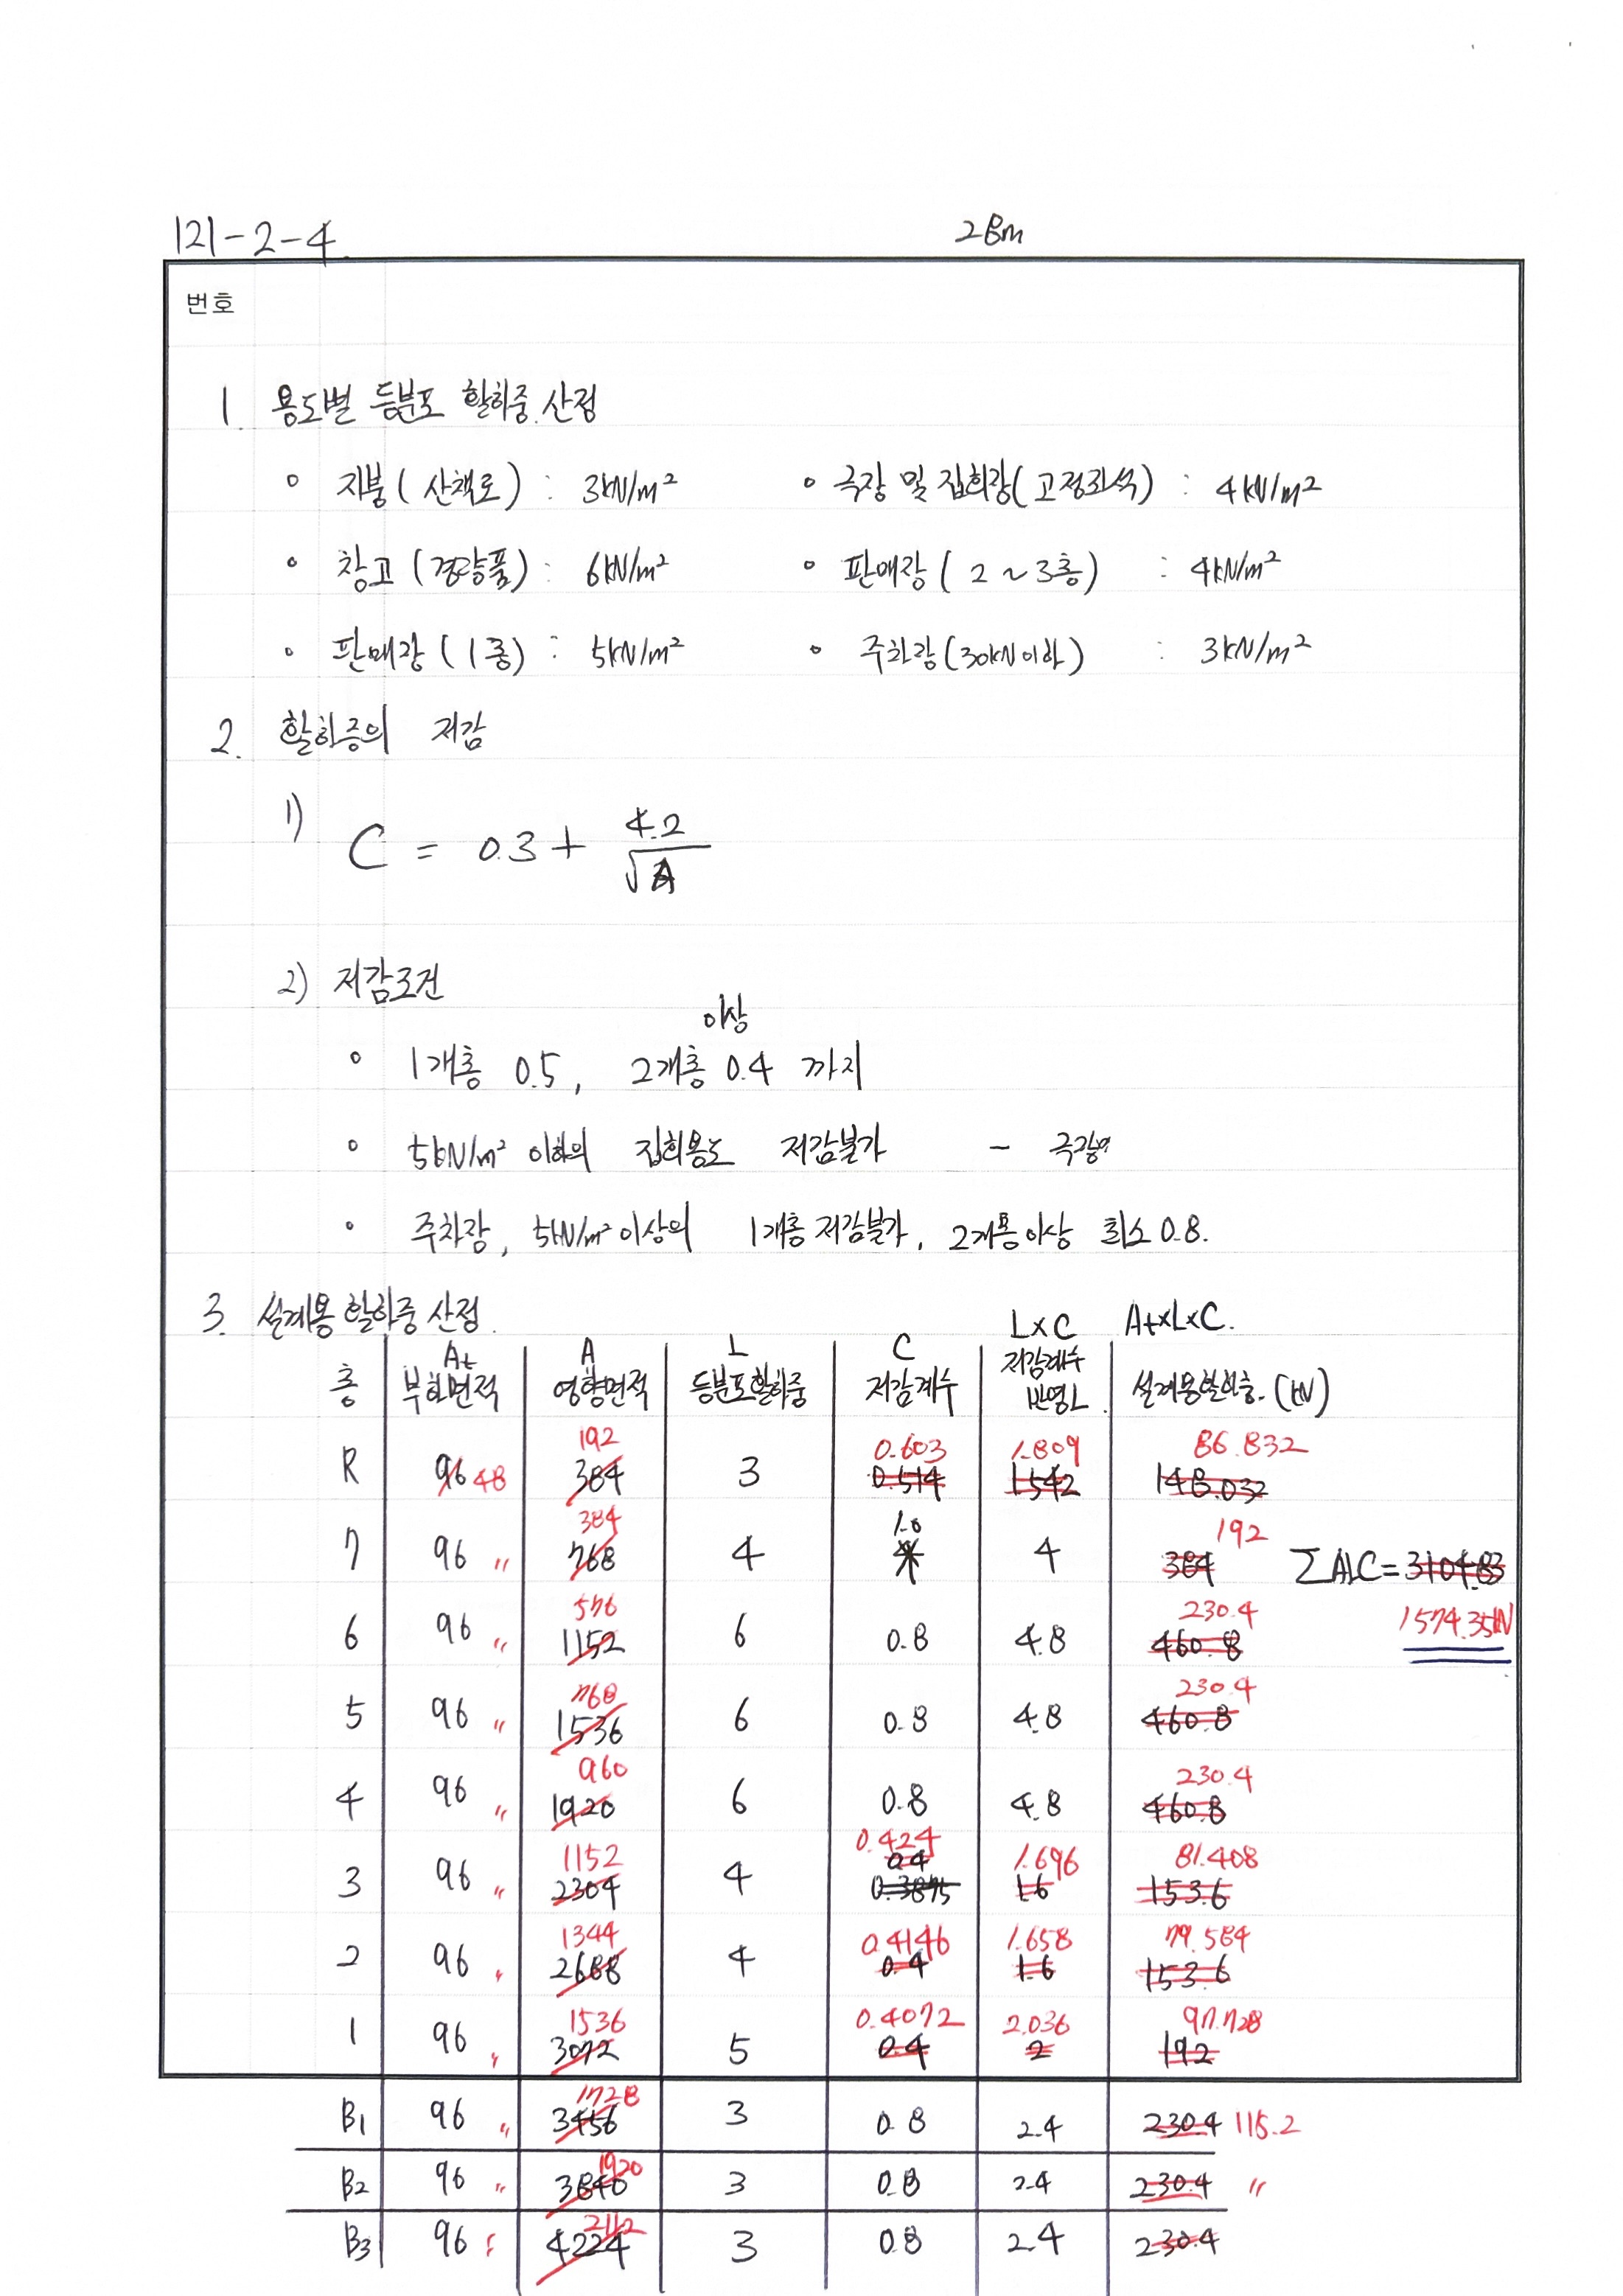 121-2-4.
28m
번호
1. 용도별 등분포 활하중 산정
◦ 지붕 (산책로) : 3kN/m² ◦ 극장 및 집회장(고정좌석) : 4kN/m²
◦ 창고 (경량품) : 6kN/m² ◦ 판매장 (2~3층) : 4kN/m²
◦ 판매장 (1층) : 5kN/m² ◦ 주차장(30kN이하) : 3kN/m²
2. 활하중의 저감
1) C = 0.3 + 4.2/√A
2) 저감조건
이상
◦ 1개층 0.5, 2개층 0.4 까지
◦ 5kN/m² 이하의 집회용도 저감불가 -
◦ 주차장, 5kN/m² 이상의 1개층 저감불가, 2개층이상 최소 0.8.
3. 설계용 활하중 산정.
L×C At×L×C.
At A L C 저감계수
층 부하면적 영향면적 등분포활하중 저감계수 반영L 설계용활하중. (kN)
192 0.603 1.809 86.832
R 96 48 384 3 0.514 1.542 148.032
384 1.0 192
7 96 〃 768 4 4 384 ΣALC = 3104.83
576 230.4 1574.35kN
6 96 〃 1152 6 0.8 4.8 460.8
768 230.4
5 96 〃 1536 6 0.8 4.8 460.8
960 230.4
4 96 〃 1920 6 0.8 4.8 460.8
1152 0.424 0.4 1.696 81.408
3 96 〃 2304 4 0.3875 1.6 153.6
1344 0.4146 1.658 79.584
2 96 〃 2688 4 0.4 1.6 153.6
1536 0.4072 2.036 97.728
1 96 〃 3072 5 0.4 2 192
1728
B1 96 〃 3456 3 0.8 2.4 230.4 115.2
1920
B2 96 〃 3840 3 0.8 2.4 230.4 〃
2112
B3 96 〃 4224 3 0.8 2.4 230.4